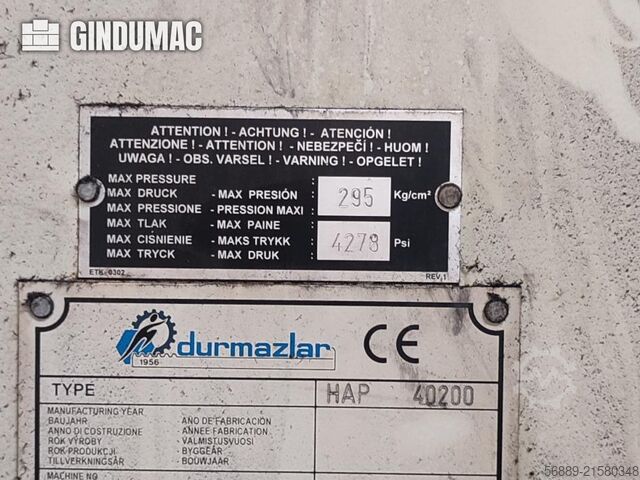 GINDUMAC
ATTENTION ! - ACHTUNG ! - ATENCIÓN !
ATTENZIONE ! - ATTENTION ! - NEBEZPEČÍ ! - HUOM !
UWAGA ! - OBS. VARSEL ! - VARNING ! - OPGELET !
MAX PRESSURE :
MAX DRUCK - MAX PRESIÓN : 295 Kg/cm²
MAX PRESSIONE - PRESSION MAXI :
MAX TLAK - MAX PAINE :
MAX CIŚNIENIE - MAKS TRYKK : 4278 Psi
MAX TRYCK - MAX DRUK :
ETK-0302 REV.1
1956 durmazlar CE
TYPE HAP 40200
MANUFACTURING YEAR
BAUJAHR AÑO DE FABRICACIÓN
ANNO DI COSTRUZIONE ANNEE FABRICATION
ROK VÝROBY - VALMISTUSVUOSI
ROK PRODUKCJI - BYGGEÅR
TILLVERKNINGSÅR - BOUWJAAR
MACHINE NO
56889-21580348